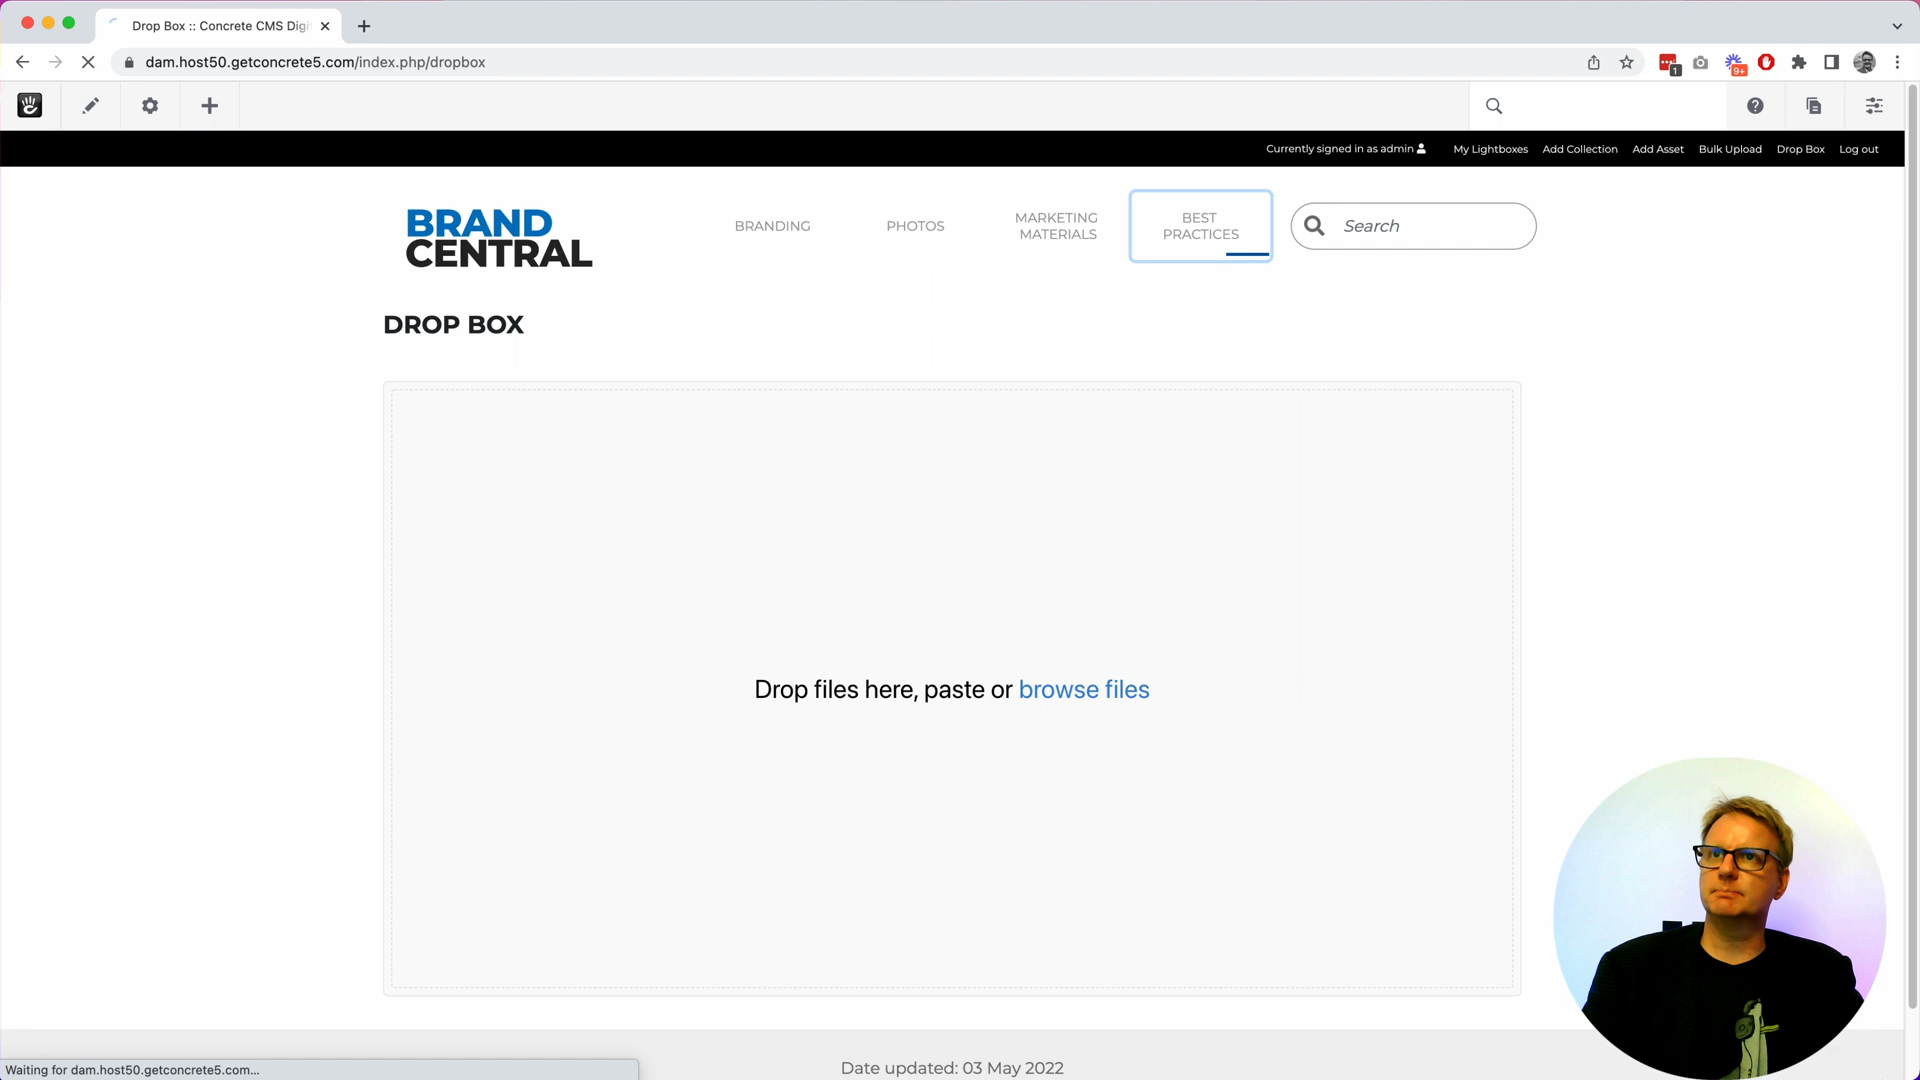 Drop Box :: Concrete CMS Digi
dam.host50.getconcrete5.com/index.php/dropbox
1
9+
Currently signed in as admin
My Lightboxes
Add Collection
Add Asset
Bulk Upload
Drop Box
Log out
BRAND
CENTRAL
BRANDING
PHOTOS
MARKETING
MATERIALS
BEST
PRACTICES
Search
DROP BOX
Drop files here, paste or browse files
Date updated: 03 May 2022
Waiting for dam.host50.getconcrete5.com...